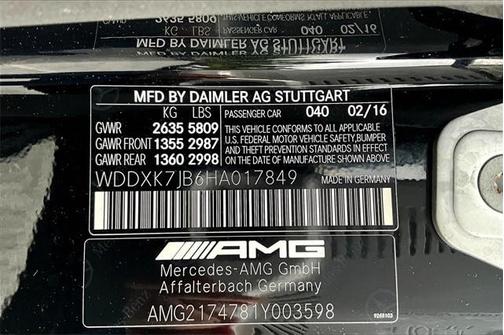 MFD BY DAIMLER AG STUTTGART
KG LBS PASSENGER CAR 040 02/16
GVWR 2635 5809 THIS VEHICLE CONFORMS TO ALL APPLICABLE
GAWR FRONT 1355 2987 U.S. FEDERAL MOTOR VEHICLE SAFETY, BUMPER
GAWR REAR 1360 2998 AND THEFT PREVENTION STANDARDS IN EFFECT
ON THE DATE OF MANUFACTURE SHOWN ABOVE.
WDDXK7JB6HA017849 MADE IN GERMANY
AMG
Mercedes-AMG GmbH
Affalterbach Germany
AMG2174781Y003598